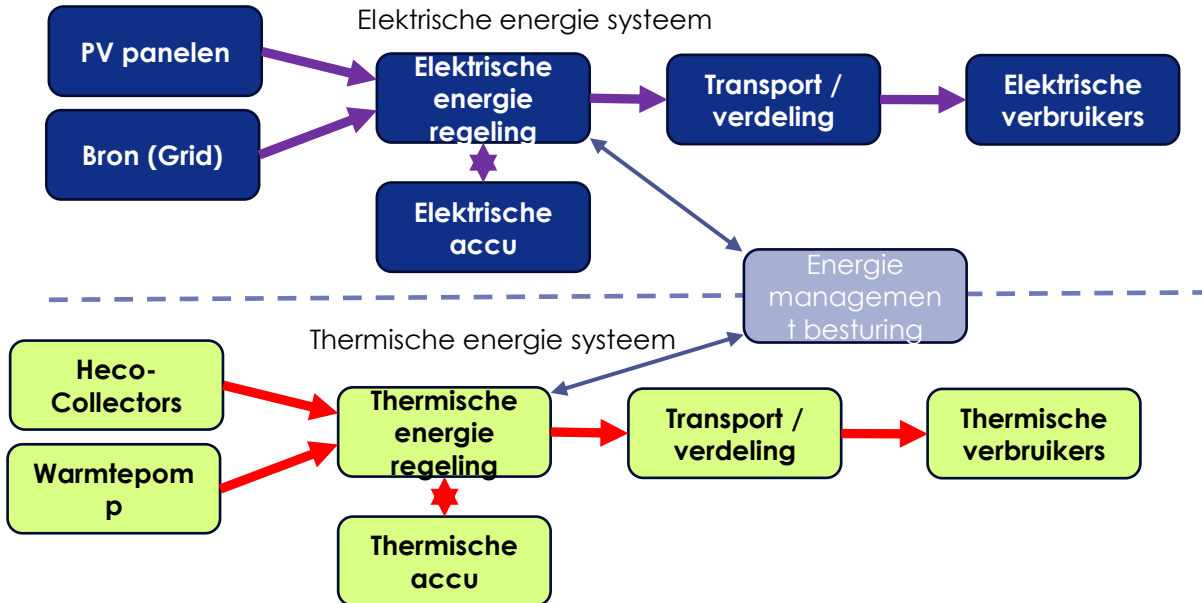 Elektrische energie systeem
PV panelen
Elektrische
energie
regeling
Transport /
verdeling
Elektrische
verbruikers
Bron (Grid)
Elektrische
accu
Energie
managemen
t besturing
Thermische energie systeem
Heco-
Collectors
Thermische
energie
regeling
Transport /
verdeling
Thermische
verbruikers
Warmtepom
p
Thermische
accu